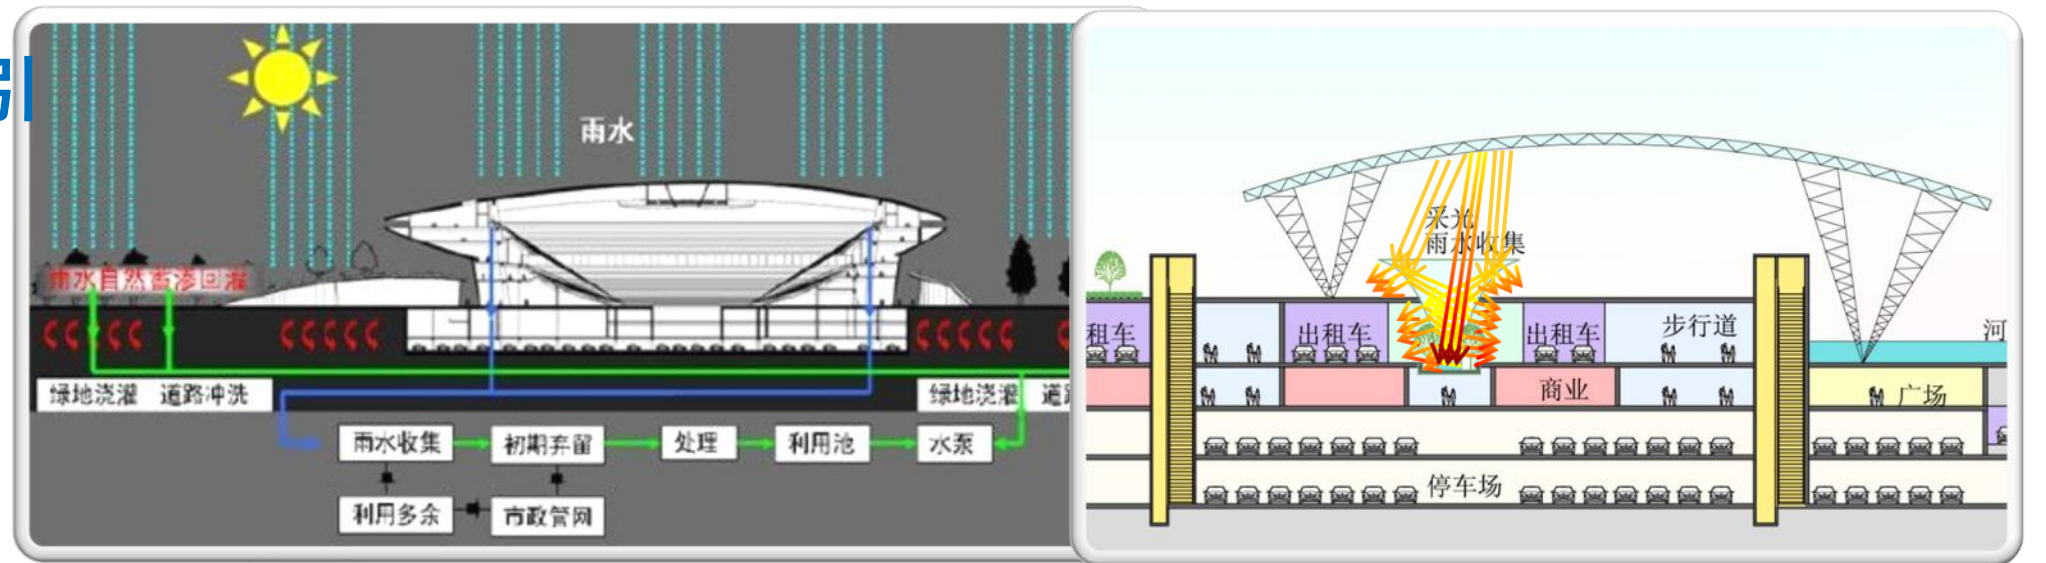 雨水
雨水自然蓄渗回灌
绿地浇灌 道路冲洗
绿地浇灌
雨水收集
初期弃留
处理
利用池
水泵
利用多余
市政管网
采光
雨水收集
租车
出租车
出租车
步行道
河
商业
广场
停车场